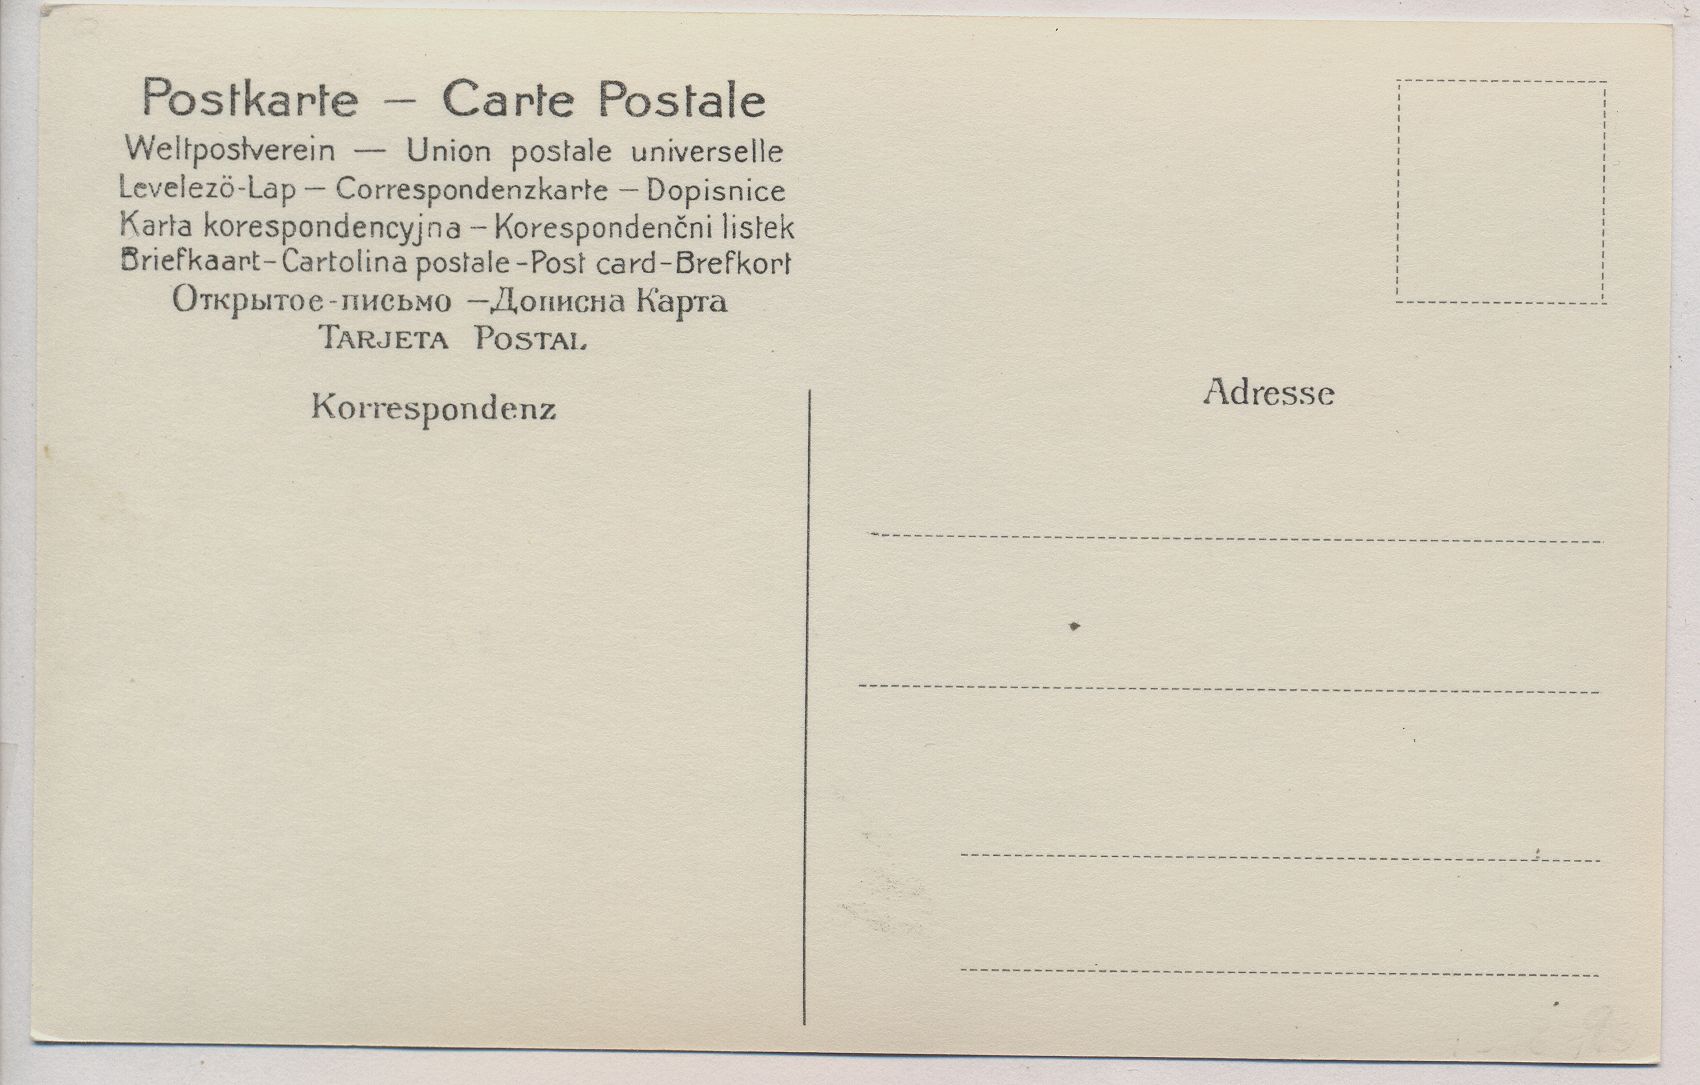 Postkarte — Carte Postale
Weltpostverein — Union postale universelle
Levelezö-Lap — Correspondenzkarte — Dopisnice
Karta korespondencyjna — Korespondenčni listek
Briefkaart-Cartolina postale-Post card-Brefkort
Открытое-письмо —Дописна Карта
TARJETA POSTAL
Korrespondenz
Adresse